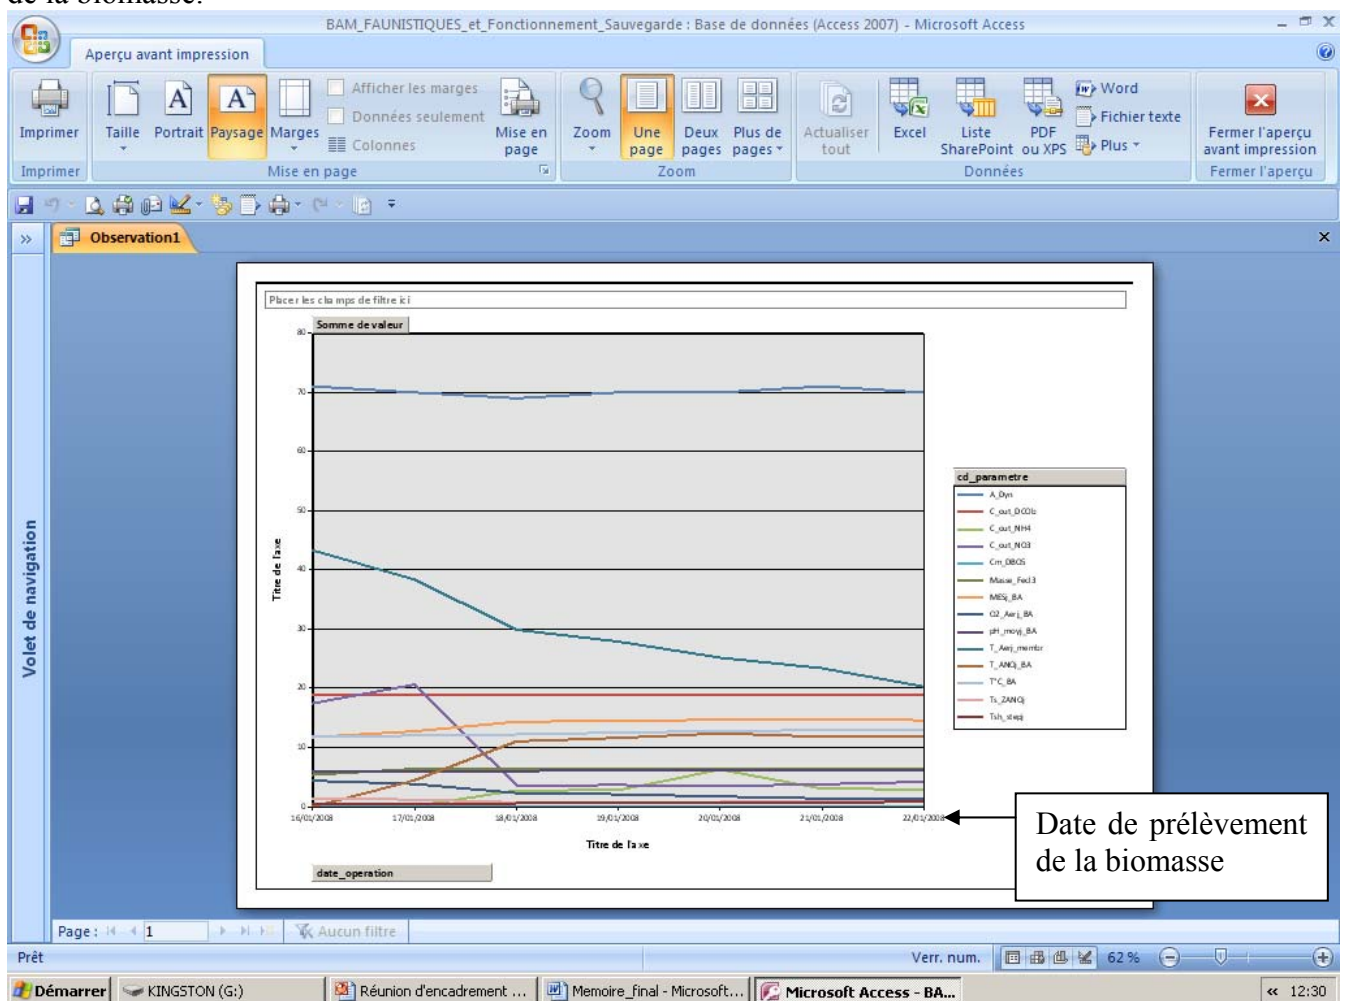 de la biomasse.
BAM_FAUNISTIQUES_et_Fonctionnement_Sauvegarde : Base de données (Access 2007) - Microsoft Access
Aperçu avant impression
Imprimer
Taille
Portrait
Paysage
Marges
Afficher les marges
Données seulement
Colonnes
Mise en page
Zoom
Une page
Deux pages
Plus de pages
Actualiser tout
Excel
Liste SharePoint
PDF ou XPS
Word
Fichier texte
Plus
Fermer l'aperçu avant impression
Imprimer
Mise en page
Zoom
Données
Fermer l'aperçu
Observation1
Volet de navigation
Placer les champs de filtre ici
Somme de valeur
80
70
60
50
40
30
20
10
0
Titre de l'axe
16/01/2008 17/01/2008 18/01/2008 19/01/2008 20/01/2008 21/01/2008 22/01/2008
Titre de l'axe
date_operation
cd_parametre
A_Dyn
C_out_DCOb
C_out_NH4
C_out_NO3
Cm_DBO5
Masse_Fecl3
MESj_BA
O2_Aerj_BA
pH_moyj_BA
T_Aerj_membr
T_ANOj_BA
T°C_BA
Ts_ZANOj
Tsh_stepj
Date de prélèvement
de la biomasse
Page : 1
Aucun filtre
Prêt
Verr. num.
62 %
Démarrer
KINGSTON (G:)
Réunion d'encadrement ...
Memoire_final - Microsoft...
Microsoft Access - BA...
12:30